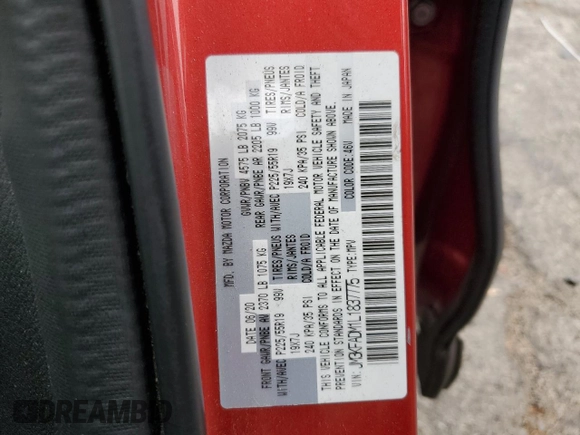 MFD. BY MAZDA MOTOR CORPORATION
DATE 06/20 GVWR/PNBV 4575 LB 2075 KG
FRONT GAWR/PNBE AV 2370 LB 1075 KG REAR GAWR/PNBE AR 2205 LB 1000 KG
WITH/AVEC P225/55R19 99V TIRES/PNEUS WITH/AVEC P225/55R19 99V TIRES/PNEUS
19X7J RIMS/JANTES 19X7J RIMS/JANTES
240 KPA/35 PSI COLD/A FROID 240 KPA/35 PSI COLD/A FROID
THIS VEHICLE CONFORMS TO ALL APPLICABLE FEDERAL MOTOR VEHICLE SAFETY AND THEFT
PREVENTION STANDARDS IN EFFECT ON THE DATE OF MANUFACTURE SHOWN ABOVE.
VIN: JM3KFADM1L1837775 TYPE: MPV COLOR CODE: 46V MADE IN JAPAN
DREAMBID